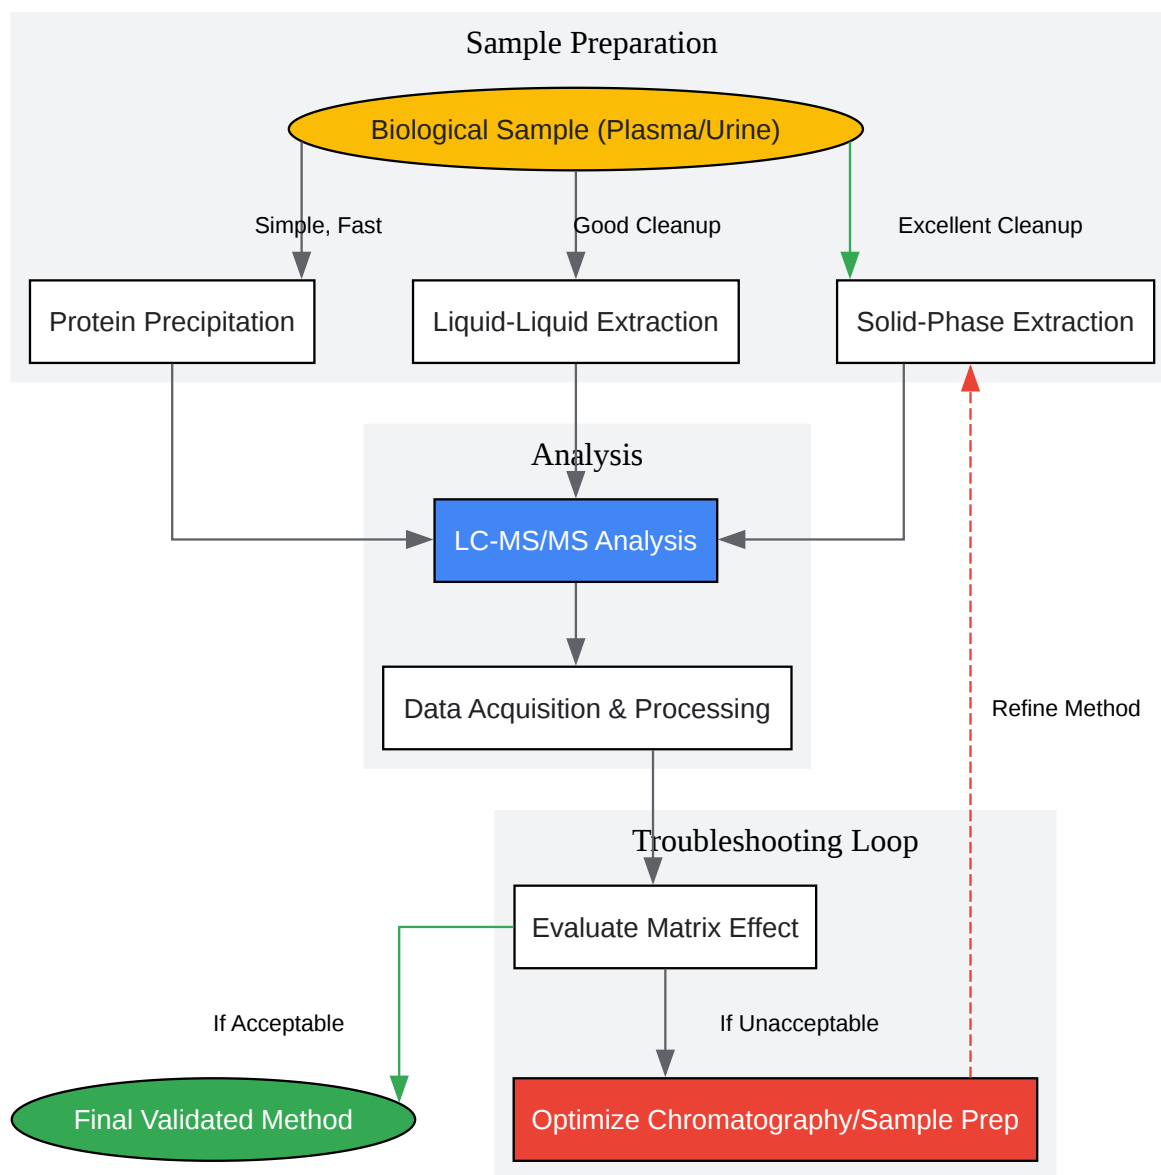 Sample Preparation
Biological Sample (Plasma/Urine)
Simple, Fast
Good Cleanup
Excellent Cleanup
Protein Precipitation
Liquid-Liquid Extraction
Solid-Phase Extraction
Analysis
LC-MS/MS Analysis
Data Acquisition & Processing
Refine Method
Troubleshooting Loop
Evaluate Matrix Effect
If Acceptable
If Unacceptable
Final Validated Method
Optimize Chromatography/Sample Prep